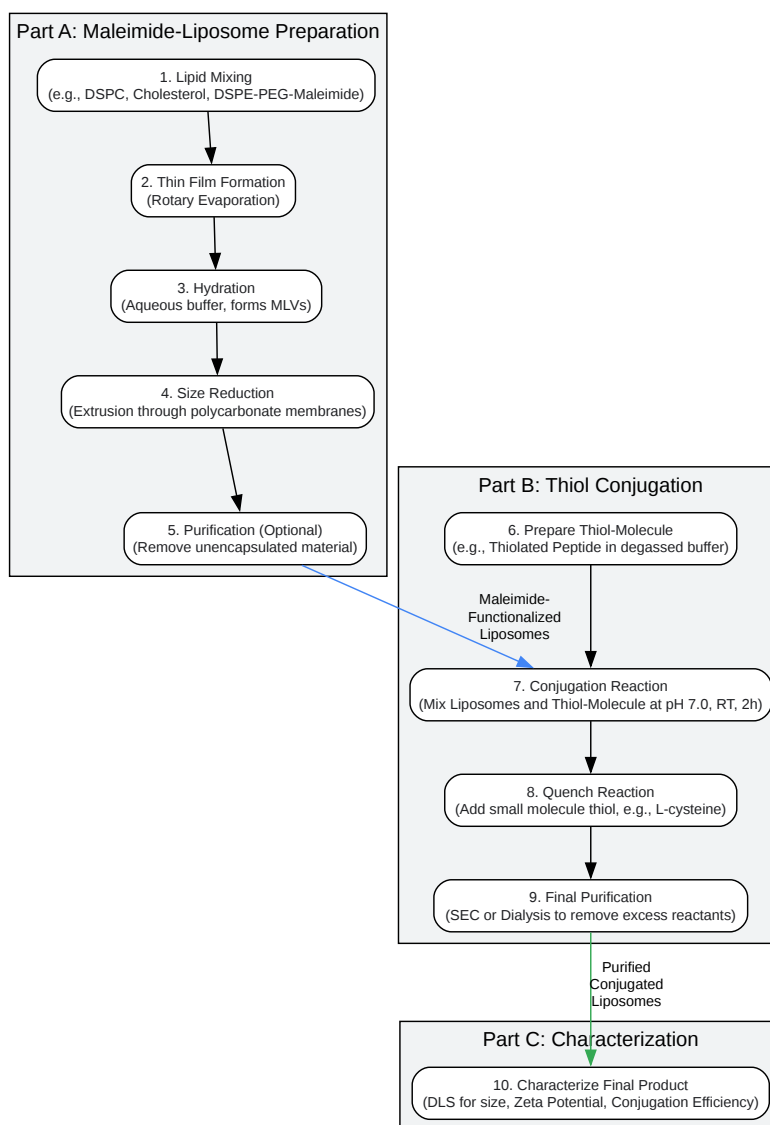 Part A: Maleimide-Liposome Preparation
1. Lipid Mixing
(e.g., DSPC, Cholesterol, DSPE-PEG-Maleimide)
2. Thin Film Formation
(Rotary Evaporation)
3. Hydration
(Aqueous buffer, forms MLVs)
4. Size Reduction
(Extrusion through polycarbonate membranes)
5. Purification (Optional)
(Remove unencapsulated material)
Part B: Thiol Conjugation
6. Prepare Thiol-Molecule
(e.g., Thiolated Peptide in degassed buffer)
Maleimide-
Functionalized
Liposomes
7. Conjugation Reaction
(Mix Liposomes and Thiol-Molecule at pH 7.0, RT, 2h)
8. Quench Reaction
(Add small molecule thiol, e.g., L-cysteine)
9. Final Purification
(SEC or Dialysis to remove excess reactants)
Purified
Conjugated
Liposomes
Part C: Characterization
10. Characterize Final Product
(DLS for size, Zeta Potential, Conjugation Efficiency)